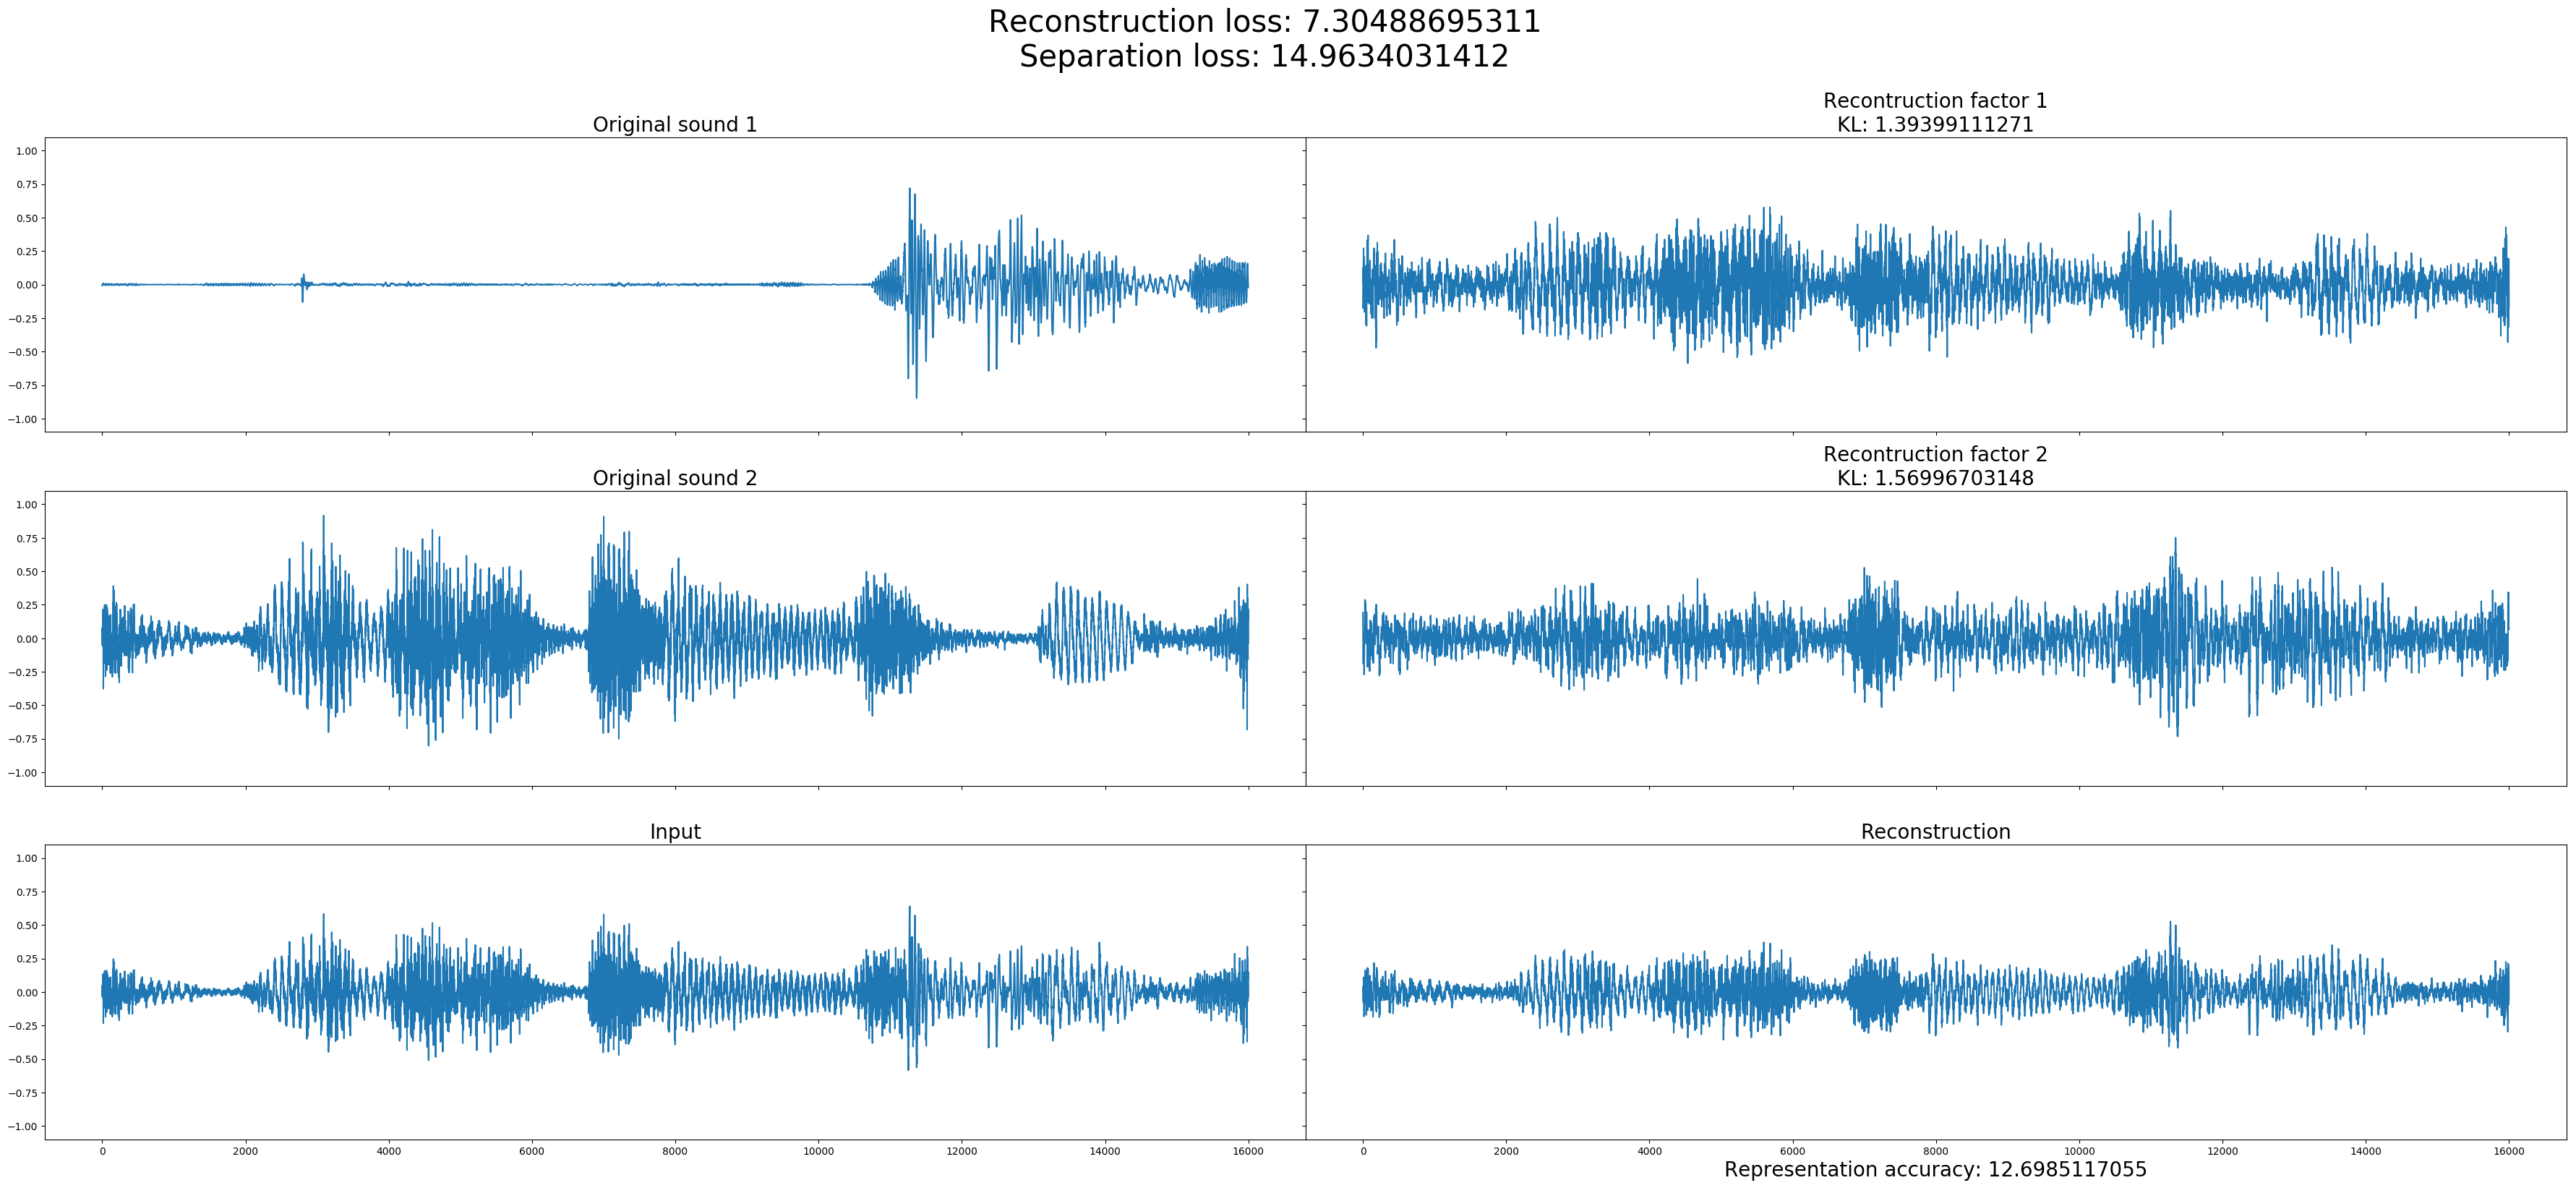 Reconstruction loss: 7.30488695311
Separation loss: 14.9634031412
Original sound 1
Recontruction factor 1
KL: 1.39399111271
1.00
0.75
0.50
0.25
0.00
−0.25
−0.50
−0.75
−1.00
Original sound 2
Recontruction factor 2
KL: 1.56996703148
1.00
0.75
0.50
0.25
0.00
−0.25
−0.50
−0.75
−1.00
Input
Reconstruction
1.00
0.75
0.50
0.25
0.00
−0.25
−0.50
−0.75
−1.00
0 2000 4000 6000 8000 10000 12000 14000 16000
0 2000 4000 6000 8000 10000 12000 14000 16000
Representation accuracy: 12.6985117055